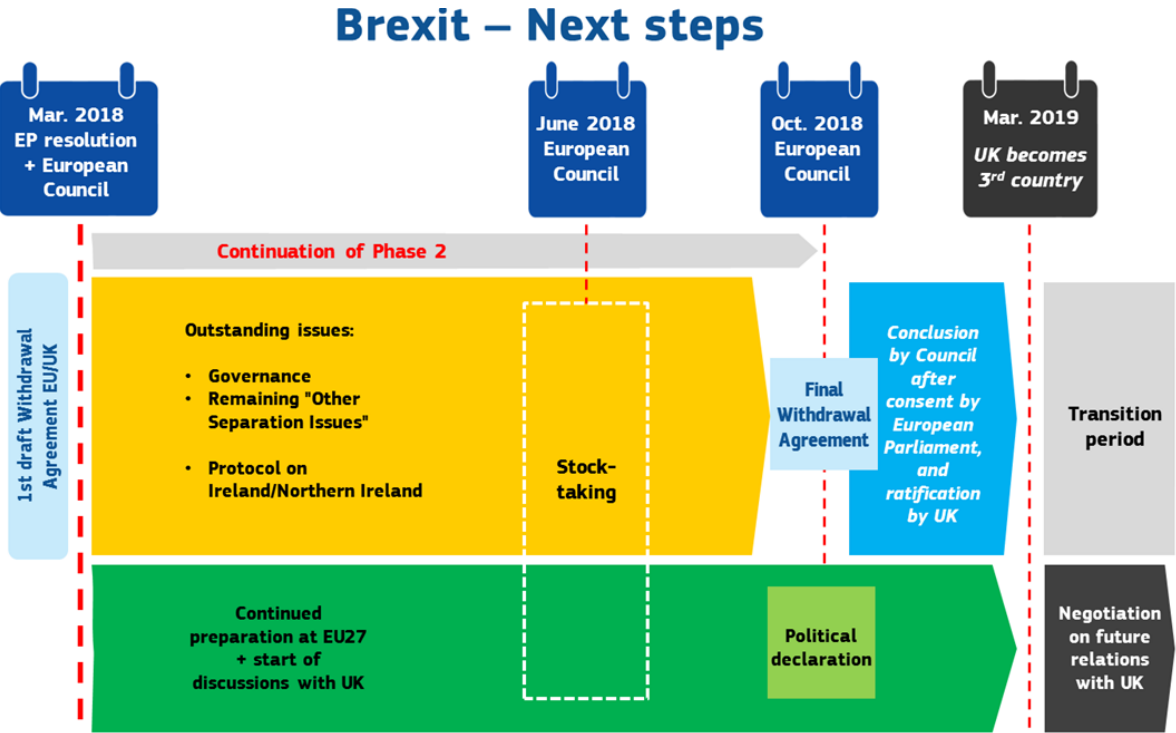 Brexit – Next steps
Mar. 2018
EP resolution
+ European
Council
June 2018
European
Council
Oct. 2018
European
Council
Mar. 2019
UK becomes
3rd country
Continuation of Phase 2
1st draft Withdrawal
Agreement EU/UK
Outstanding issues:
• Governance
• Remaining "Other
Separation Issues"
• Protocol on
Ireland/Northern Ireland
Stock-
taking
Final
Withdrawal
Agreement
Conclusion
by Council
after
consent by
European
Parliament,
and
ratification
by UK
Transition
period
Continued
preparation at EU27
+ start of
discussions with UK
Political
declaration
Negotiation
on future
relations
with UK